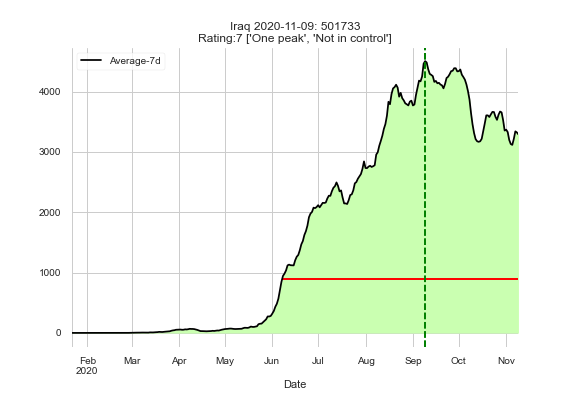 Iraq 2020-11-09: 501733
Rating:7 ['One peak', 'Not in control']
Average-7d
4000
3000
2000
1000
0
Feb Mar Apr May Jun Jul Aug Sep Oct Nov
2020
Date